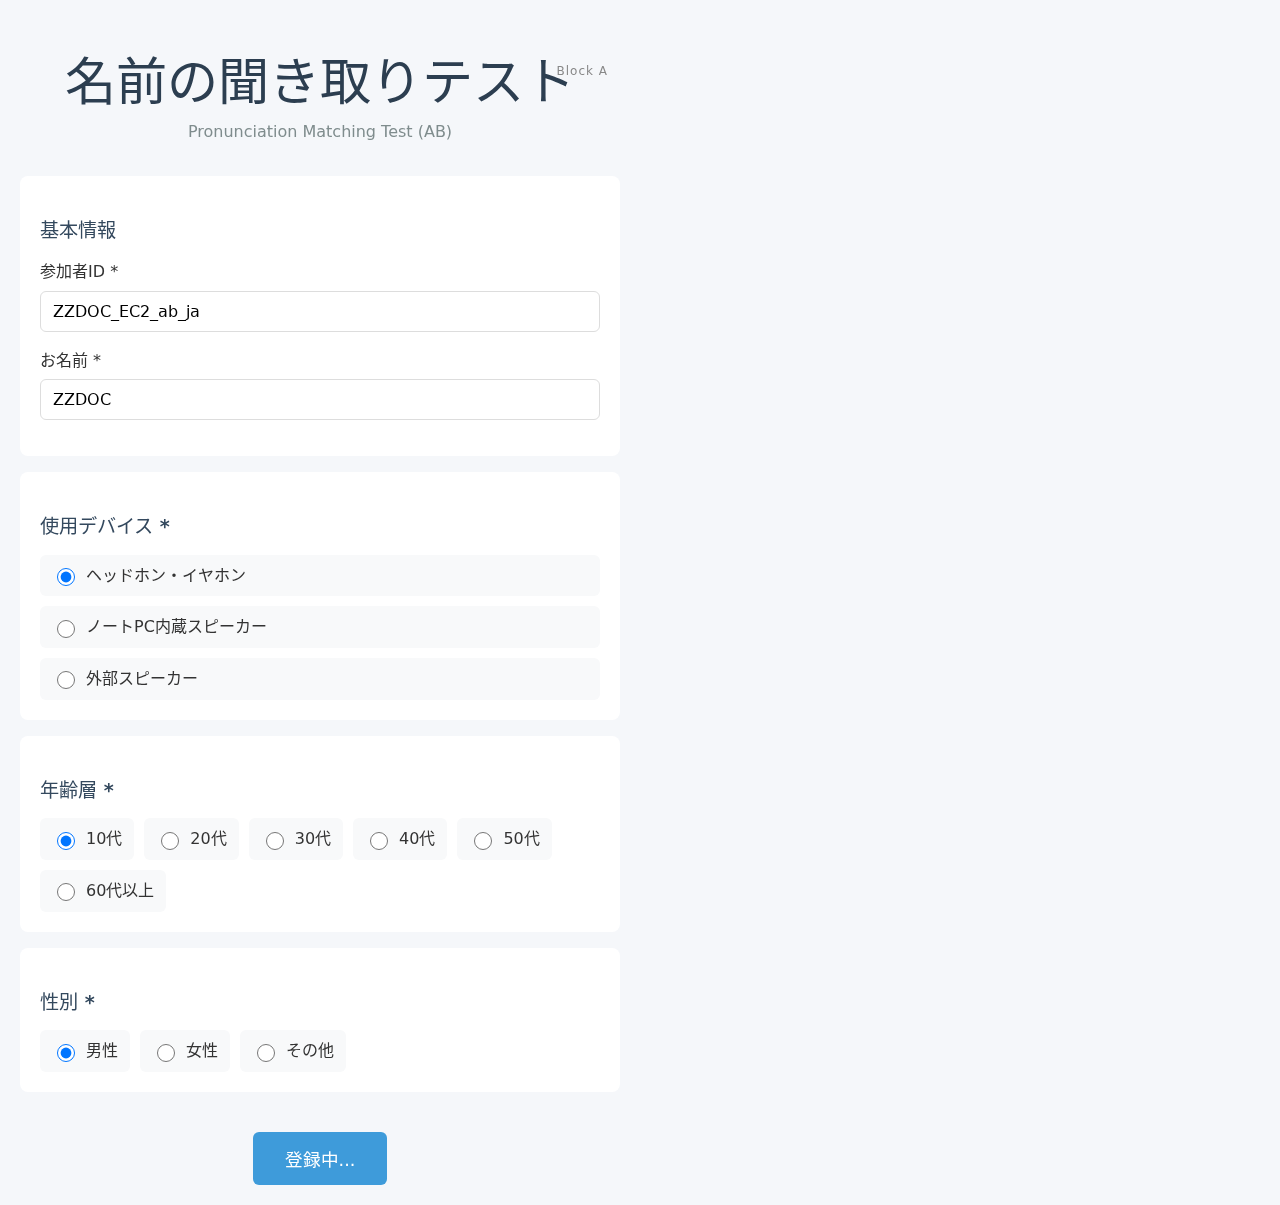 名前の聞き取りテスト
Block A
Pronunciation Matching Test (AB)
基本情報
参加者ID *
ZZDOC_EC2_ab_ja
お名前 *
ZZDOC
使用デバイス *
ヘッドホン・イヤホン
ノートPC内蔵スピーカー
外部スピーカー
年齢層 *
10代 20代 30代 40代 50代
60代以上
性別 *
男性 女性 その他
登録中...